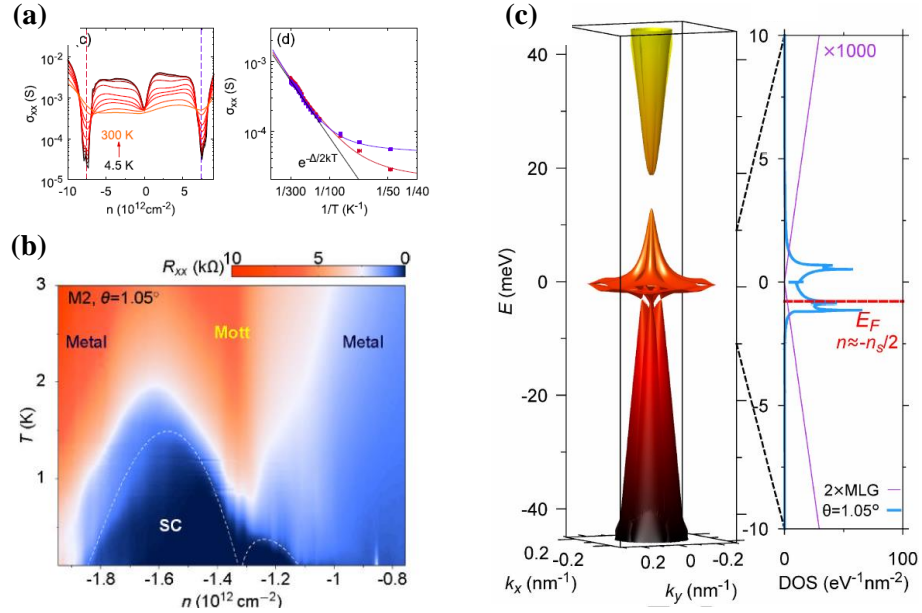 (a)
c)
σxx (S)
10-2
10-3
10-4
10-5
300 K
4.5 K
-10 -5 0 5
n (10^12cm-2)
(d)
σxx (S)
10-3
10-4
e-Δ/2kT
1/300 1/100 1/50 1/40
1/T (K-1)
(b)
Rxx (kΩ) 10 5 0
M2, θ=1.05°
Metal
Mott
Metal
SC
T (K)
3
2
1
-1.8 -1.6 -1.4 -1.2 -1 -0.8
n (10^12 cm-2)
(c)
E (meV)
40
20
0
-20
-40
0.2 -0.2 0.2 -0.2
kx (nm-1)
ky (nm-1)
×1000
10
5
0
-5
-10
EF
n≈-ns/2
2×MLG
θ=1.05°
0 50 100
DOS (eV-1nm-2)